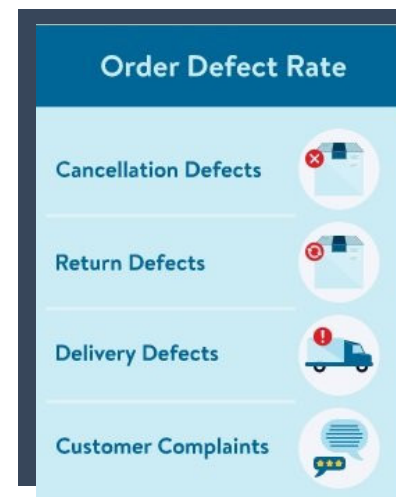 Order Defect Rate
Cancellation Defects
Return Defects
Delivery Defects
Customer Complaints